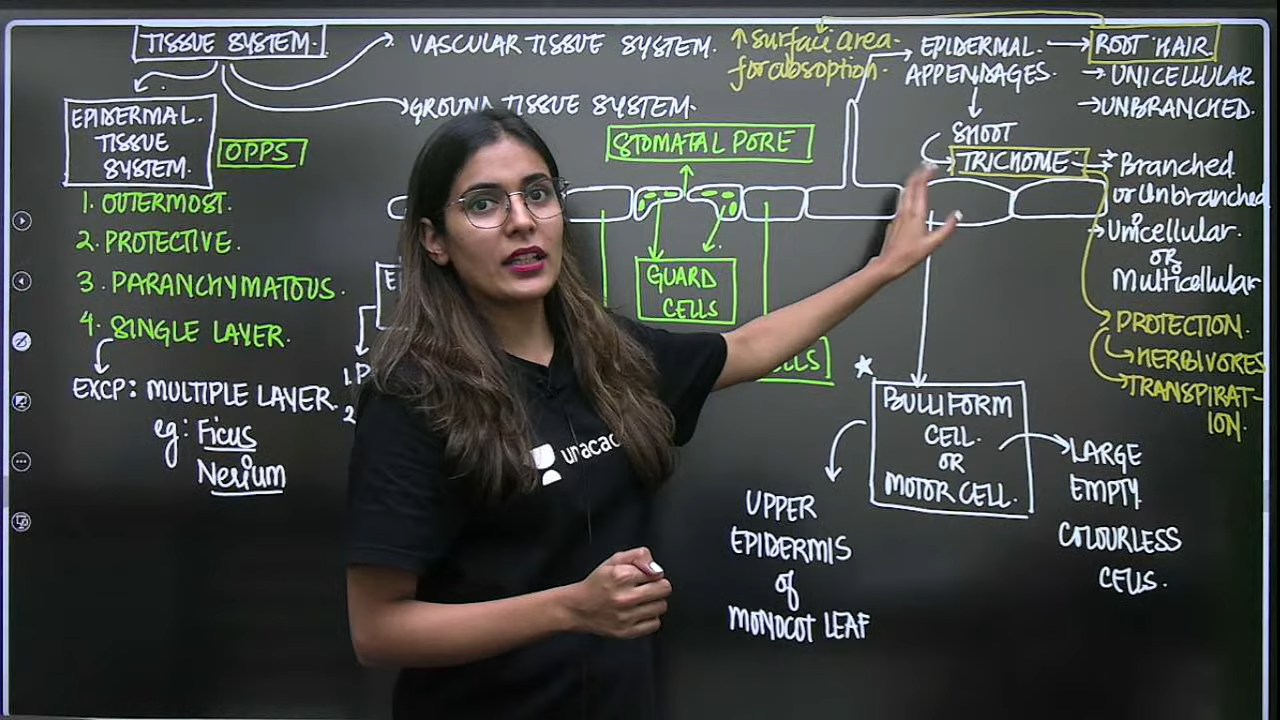 TISSUE SYSTEM.
VASCULAR TISSUE SYSTEM.
GROUND TISSUE SYSTEM.
EPIDERMAL
TISSUE
SYSTEM.
OPPS
1. OUTERMOST.
2. PROTECTIVE.
3. PARANCHYMATOUS.
4. SINGLE LAYER.
EXCP: MULTIPLE LAYER.
eg: Ficus
Nerium
STOMATAL PORE
GUARD
CELLS
↑ surface area
for absoption.
EPIDERMAL
APPENDAGES.
ROOT HAIR.
→ UNICELLULAR
→ UNBRANCHED.
SHOOT
TRICHOME
Branched
or Unbranched
→ Unicellular.
or
Multicellular
PROTECTION.
HERBIVORES
TRANSPIRAT-
ION.
BULLIFORM
CELL.
OR
MOTOR CELL.
UPPER
EPIDERMIS
of
MONOCOT LEAF
LARGE
EMPTY.
COLOURLESS
CELLS.